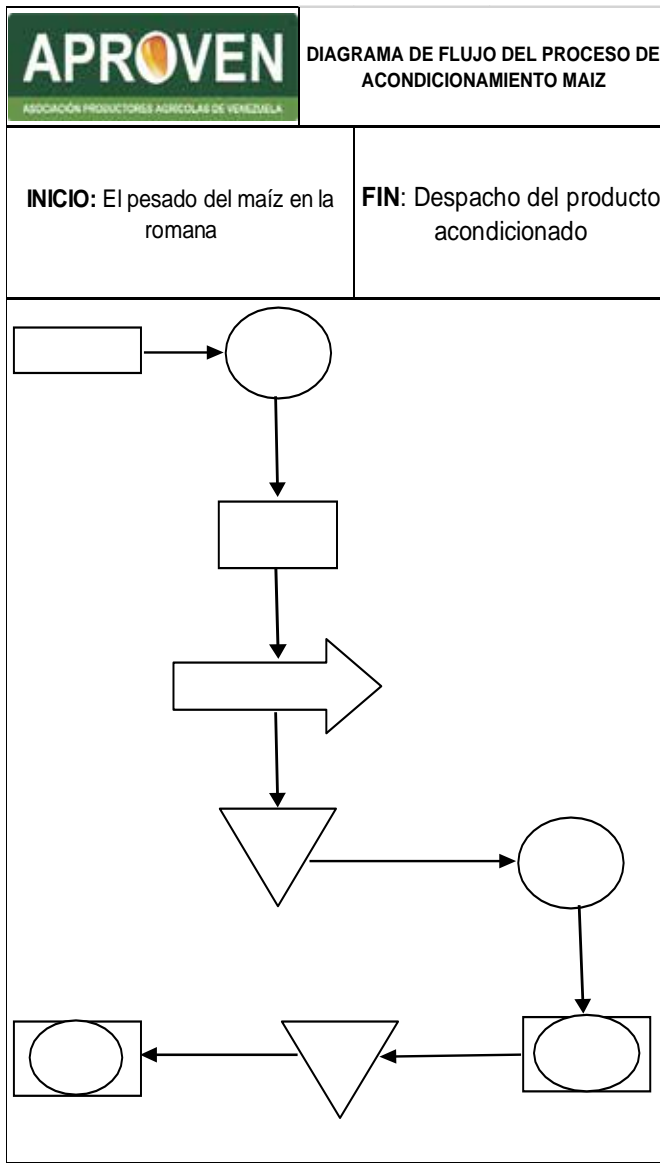 APROVEN
ASOCIACIÓN PRODUCTORES AGRICOLAS DE VENEZUELA
DIAGRAMA DE FLUJO DEL PROCESO DE
ACONDICIONAMIENTO MAIZ
INICIO: El pesado del maíz en la
romana
FIN: Despacho del producto
acondicionado